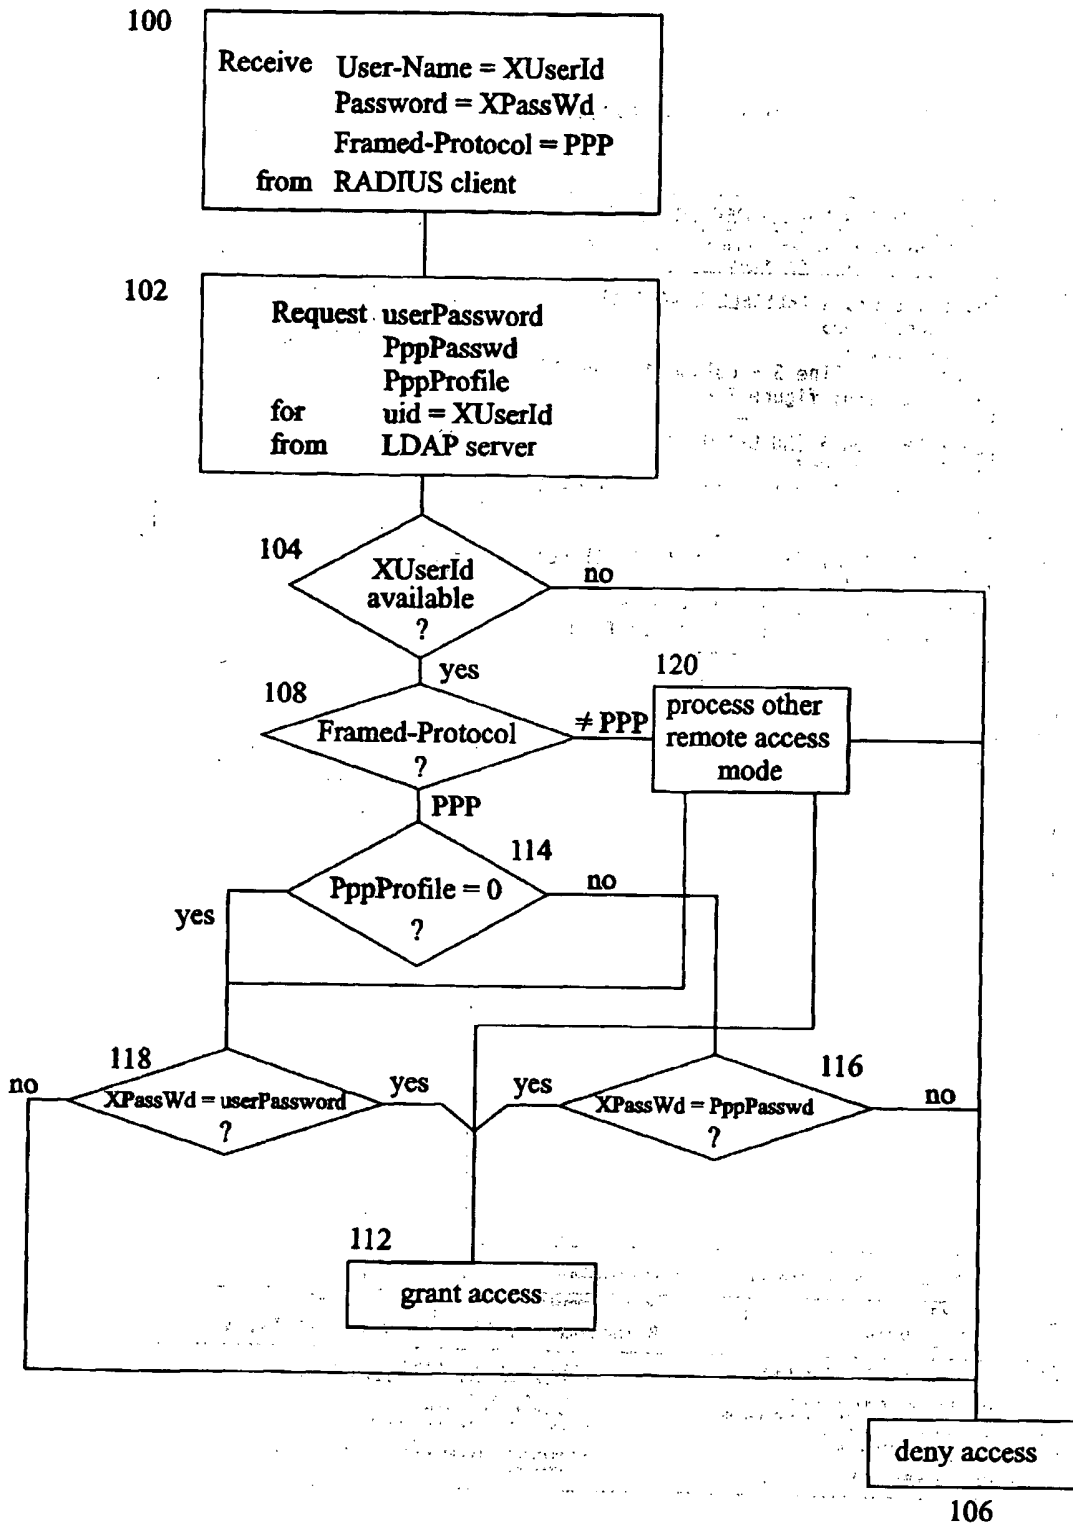 100
Receive User-Name = XUserId
Password = XPassWd
Framed-Protocol = PPP
from RADIUS client
102
Request userPassword
PppPasswd
PppProfile
for uid = XUserId
from LDAP server
104
XUserId
available
?
no
yes
108
Framed-Protocol
?
≠ PPP
120
process other
remote access
mode
PPP
114
PppProfile = 0
?
yes
no
118
XPassWd = userPassword
?
no
yes
116
XPassWd = PppPasswd
?
yes
no
112
grant access
deny access
106